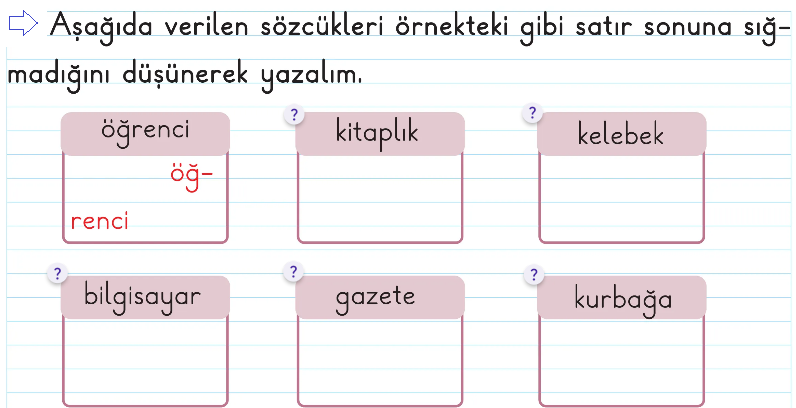 Aşağıda verilen sözcükleri örnekteki gibi satır sonuna sığ-
madığını düşünerek yazalım.
öğrenci
öğ-
renci
?
kitaplık
?
kelebek
?
bilgisayar
?
gazete
?
kurbağa